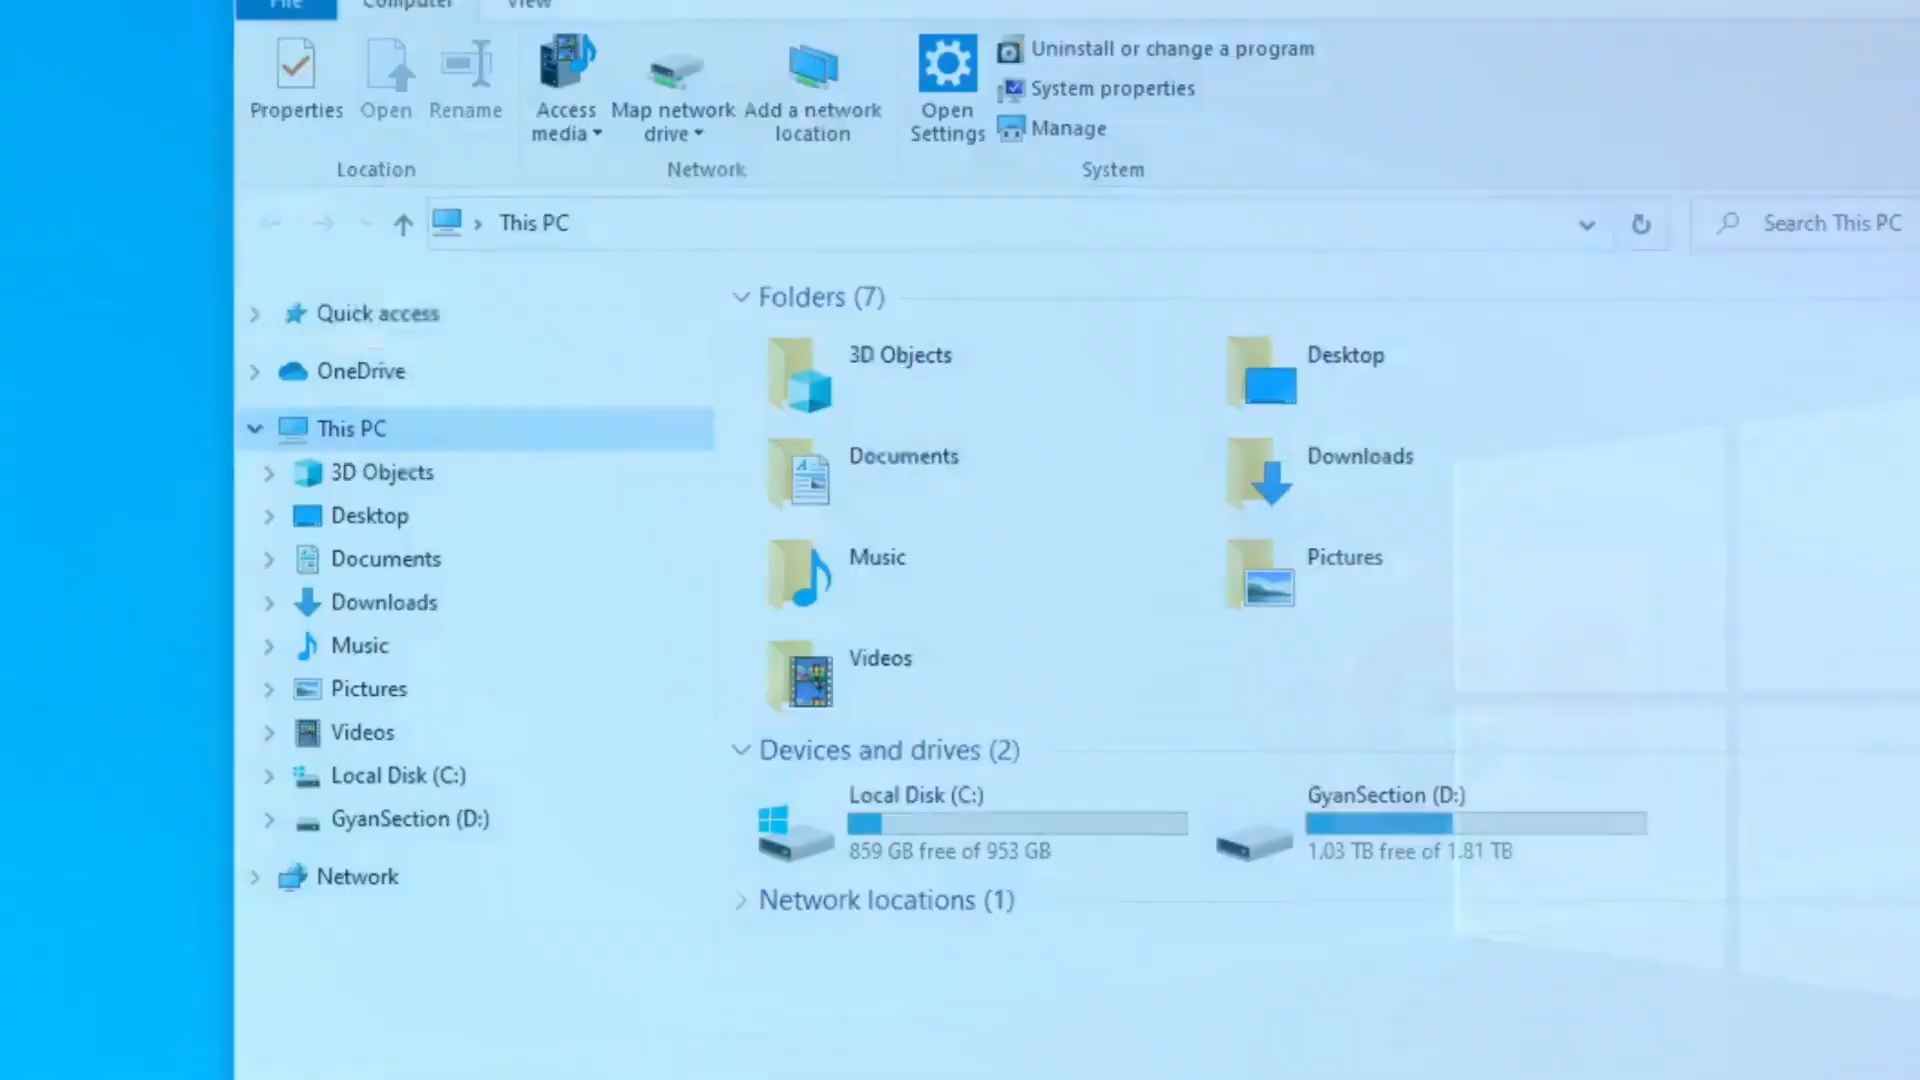 File Computer View
Properties Open Rename Access media Map network drive Add a network location Open Settings
Uninstall or change a program
System properties
Manage
Location Network System
This PC
Search This PC
Quick access
OneDrive
This PC
3D Objects
Desktop
Documents
Downloads
Music
Pictures
Videos
Local Disk (C:)
GyanSection (D:)
Network
Folders (7)
3D Objects
Desktop
Documents
Downloads
Music
Pictures
Videos
Devices and drives (2)
Local Disk (C:)
859 GB free of 953 GB
GyanSection (D:)
1.03 TB free of 1.81 TB
Network locations (1)